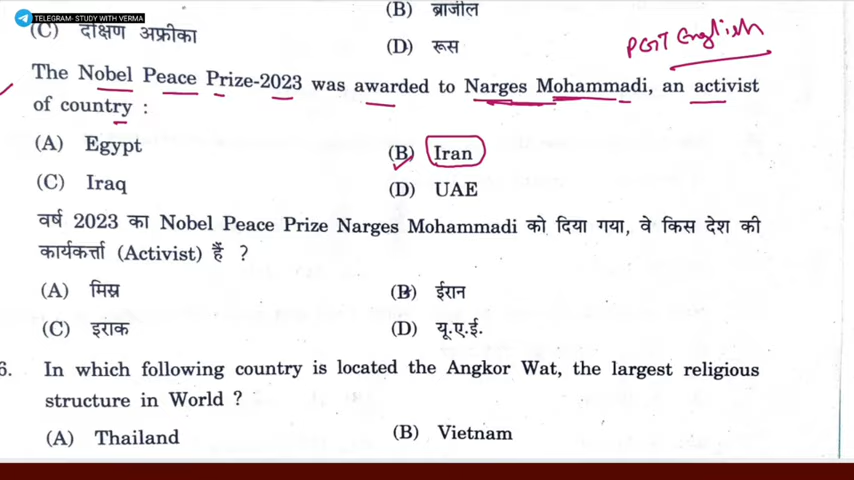 TELEGRAM- STUDY WITH VERMA
(B) ब्राजील
(C) दक्षिण अफ्रीका
(D) रूस
PGT English
The Nobel Peace Prize-2023 was awarded to Narges Mohammadi, an activist
of country :
(A) Egypt
(B) Iran
(C) Iraq
(D) UAE
वर्ष 2023 का Nobel Peace Prize Narges Mohammadi को दिया गया, वे किस देश की
कार्यकर्त्ता (Activist) हैं ?
(A) मिस्र
(B) ईरान
(C) इराक
(D) यू.ए.ई.
6. In which following country is located the Angkor Wat, the largest religious
structure in World ?
(A) Thailand
(B) Vietnam